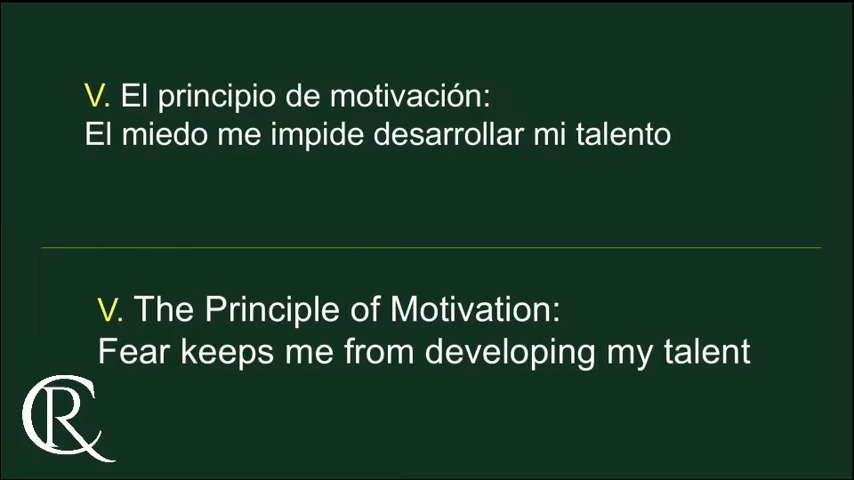 V. El principio de motivación:
El miedo me impide desarrollar mi talento
V. The Principle of Motivation:
Fear keeps me from developing my talent
CR